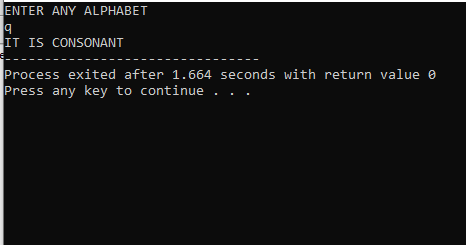 ENTER ANY ALPHABET
q
IT IS CONSONANT
--------------------------------
Process exited after 1.664 seconds with return value 0
Press any key to continue . . .